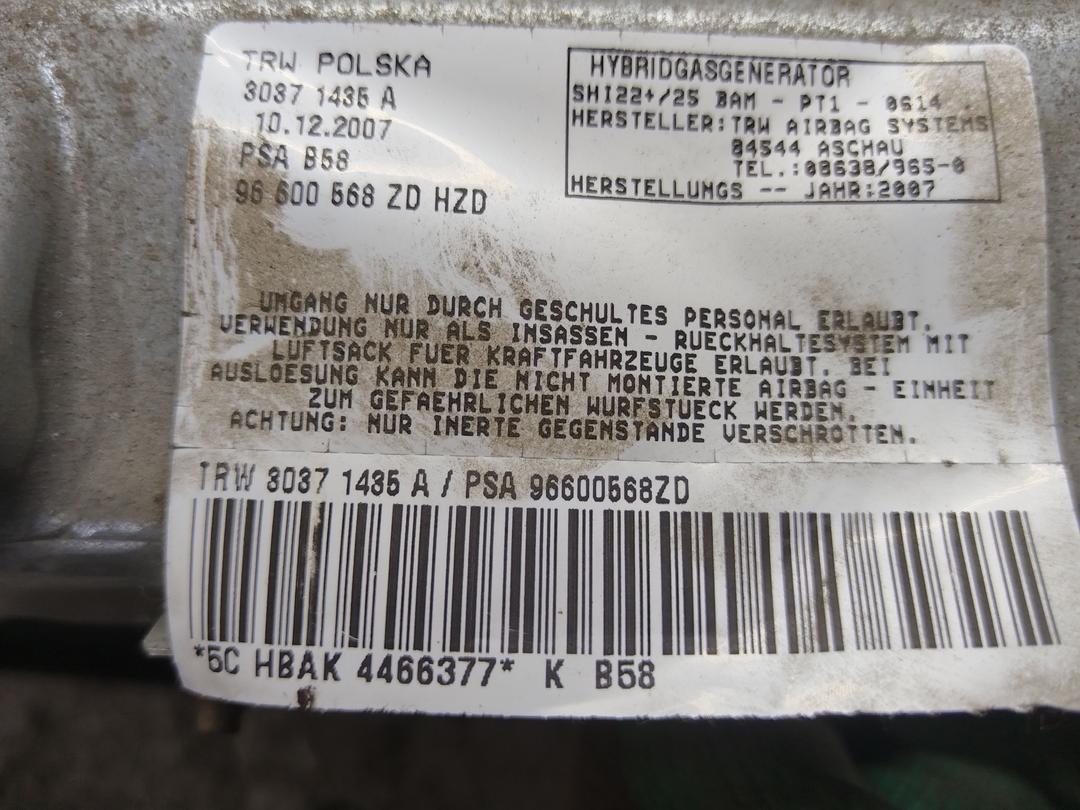 TRW POLSKA
3037 1435 A
10.12.2007
PSA B58
96 600 568 ZD HZD
HYBRIDGASGENERATOR
SHI22+/25 BAM - PT1 - 0614 .
HERSTELLER:TRW AIRBAG SYSTEMS
84544 ASCHAU
TEL.:08638/965-0
HERSTELLUNGS -- JAHR:2007
UMGANG NUR DURCH GESCHULTES PERSONAL ERLAUBT.
VERWENDUNG NUR ALS INSASSEN - RUECKHALTESYSTEM MIT
LUFTSACK FUER KRAFTFAHRZEUGE ERLAUBT. BEI
AUSLOESUNG KANN DIE NICHT MONTIERTE AIRBAG - EINHEIT
ZUM GEFAEHRLICHEN WURFSTUECK WERDEN.
ACHTUNG: NUR INERTE GEGENSTANDE VERSCHROTTEN.
TRW 3037 1435 A / PSA 96600568ZD
*5C HBAK 4466377* K B58